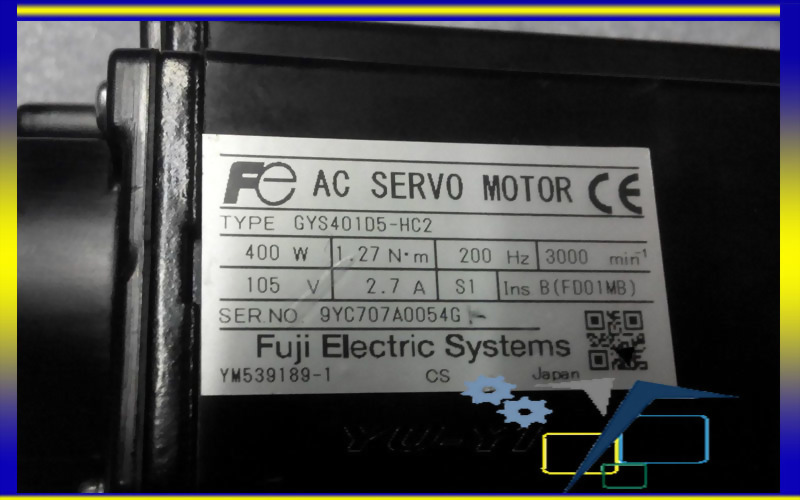 Fe AC SERVO MOTOR CE
TYPE GYS401D5-HC2
400 W 1.27 N·m 200 Hz 3000 min-1
105 V 2.7 A S1 Ins B(FD01MB)
SER.NO. 9YC707A0054G -
Fuji Electric Systems
YM539189-1 CS Japan